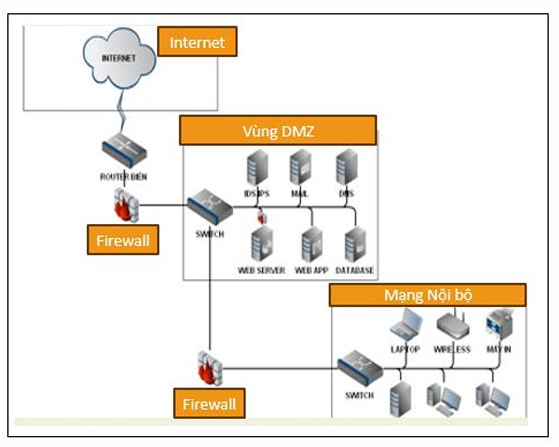 Internet
INTERNET
Vùng DMZ
ROUTER BIÊN
IDS/IPS
MAIL
DNS
Firewall
SWITCH
WEB SERVER
WEB APP
DATABASE
Mạng Nội bộ
LAPTOP
WIRELESS
MÁY IN
SWITCH
Firewall